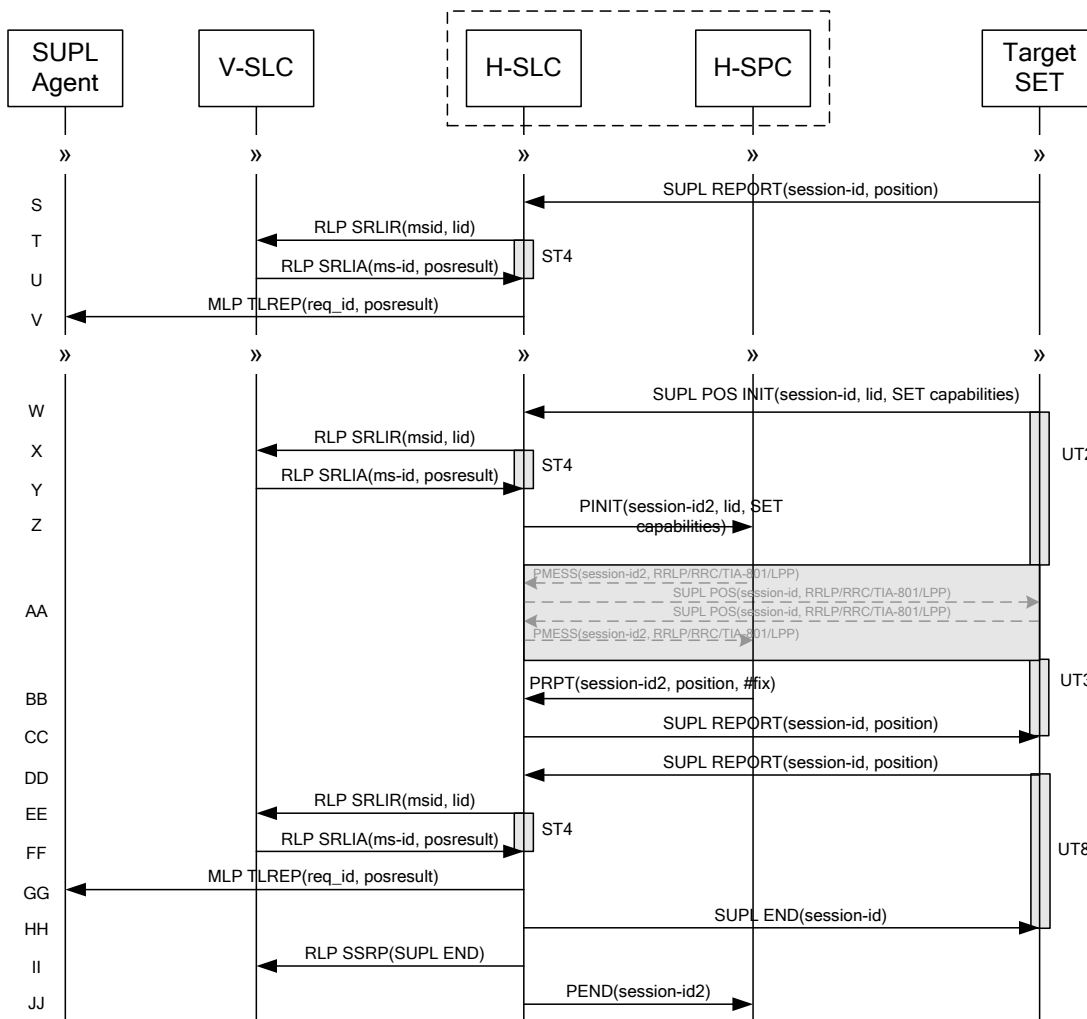 SUPL
Agent
V-SLC
H-SLC
H-SPC
Target
SET
» » » » »
S
SUPL REPORT(session-id, position)
T
RLP SRLIR(msid, lid)
ST4
U
RLP SRLIA(ms-id, posresult)
V
MLP TLREP(req_id, posresult)
» » » » »
W
SUPL POS INIT(session-id, lid, SET capabilities)
X
RLP SRLIR(msid, lid)
UT2
ST4
Y
RLP SRLIA(ms-id, posresult)
Z
PINIT(session-id2, lid, SET
capabilities)
AA
PMESS(session-id2, RRLP/RRC/TIA-801/LPP)
SUPL POS(session-id, RRLP/RRC/TIA-801/LPP)
SUPL POS(session-id, RRLP/RRC/TIA-801/LPP)
PMESS(session-id2, RRLP/RRC/TIA-801/LPP)
UT3
BB
PRPT(session-id2, position, #fix)
CC
SUPL REPORT(session-id, position)
DD
SUPL REPORT(session-id, position)
EE
RLP SRLIR(msid, lid)
ST4
FF
RLP SRLIA(ms-id, posresult)
UT8
GG
MLP TLREP(req_id, posresult)
HH
SUPL END(session-id)
II
RLP SSRP(SUPL END)
JJ
PEND(session-id2)